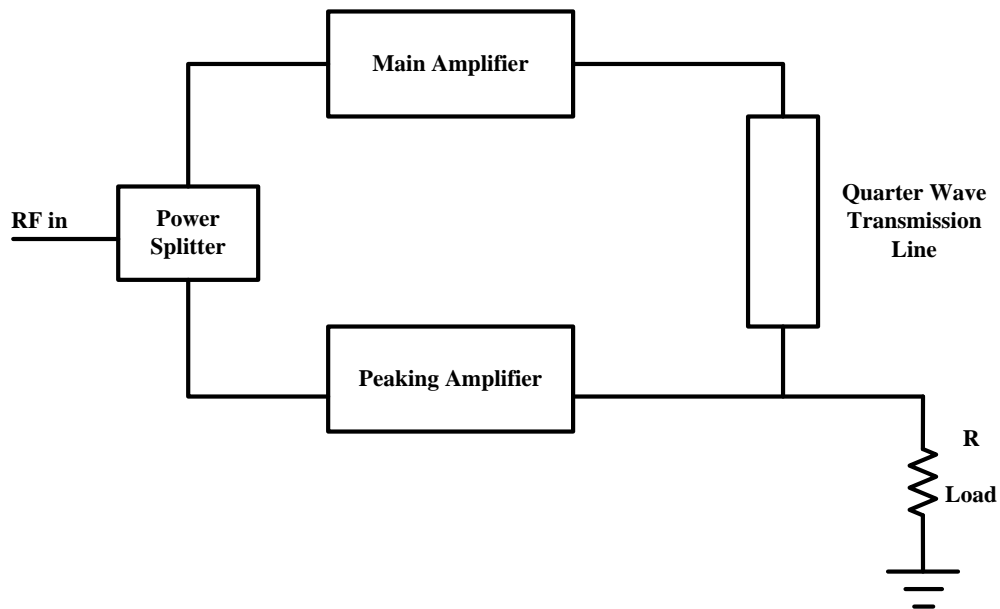 Main Amplifier
RF in
Power
Splitter
Quarter Wave
Transmission
Line
Peaking Amplifier
R
Load